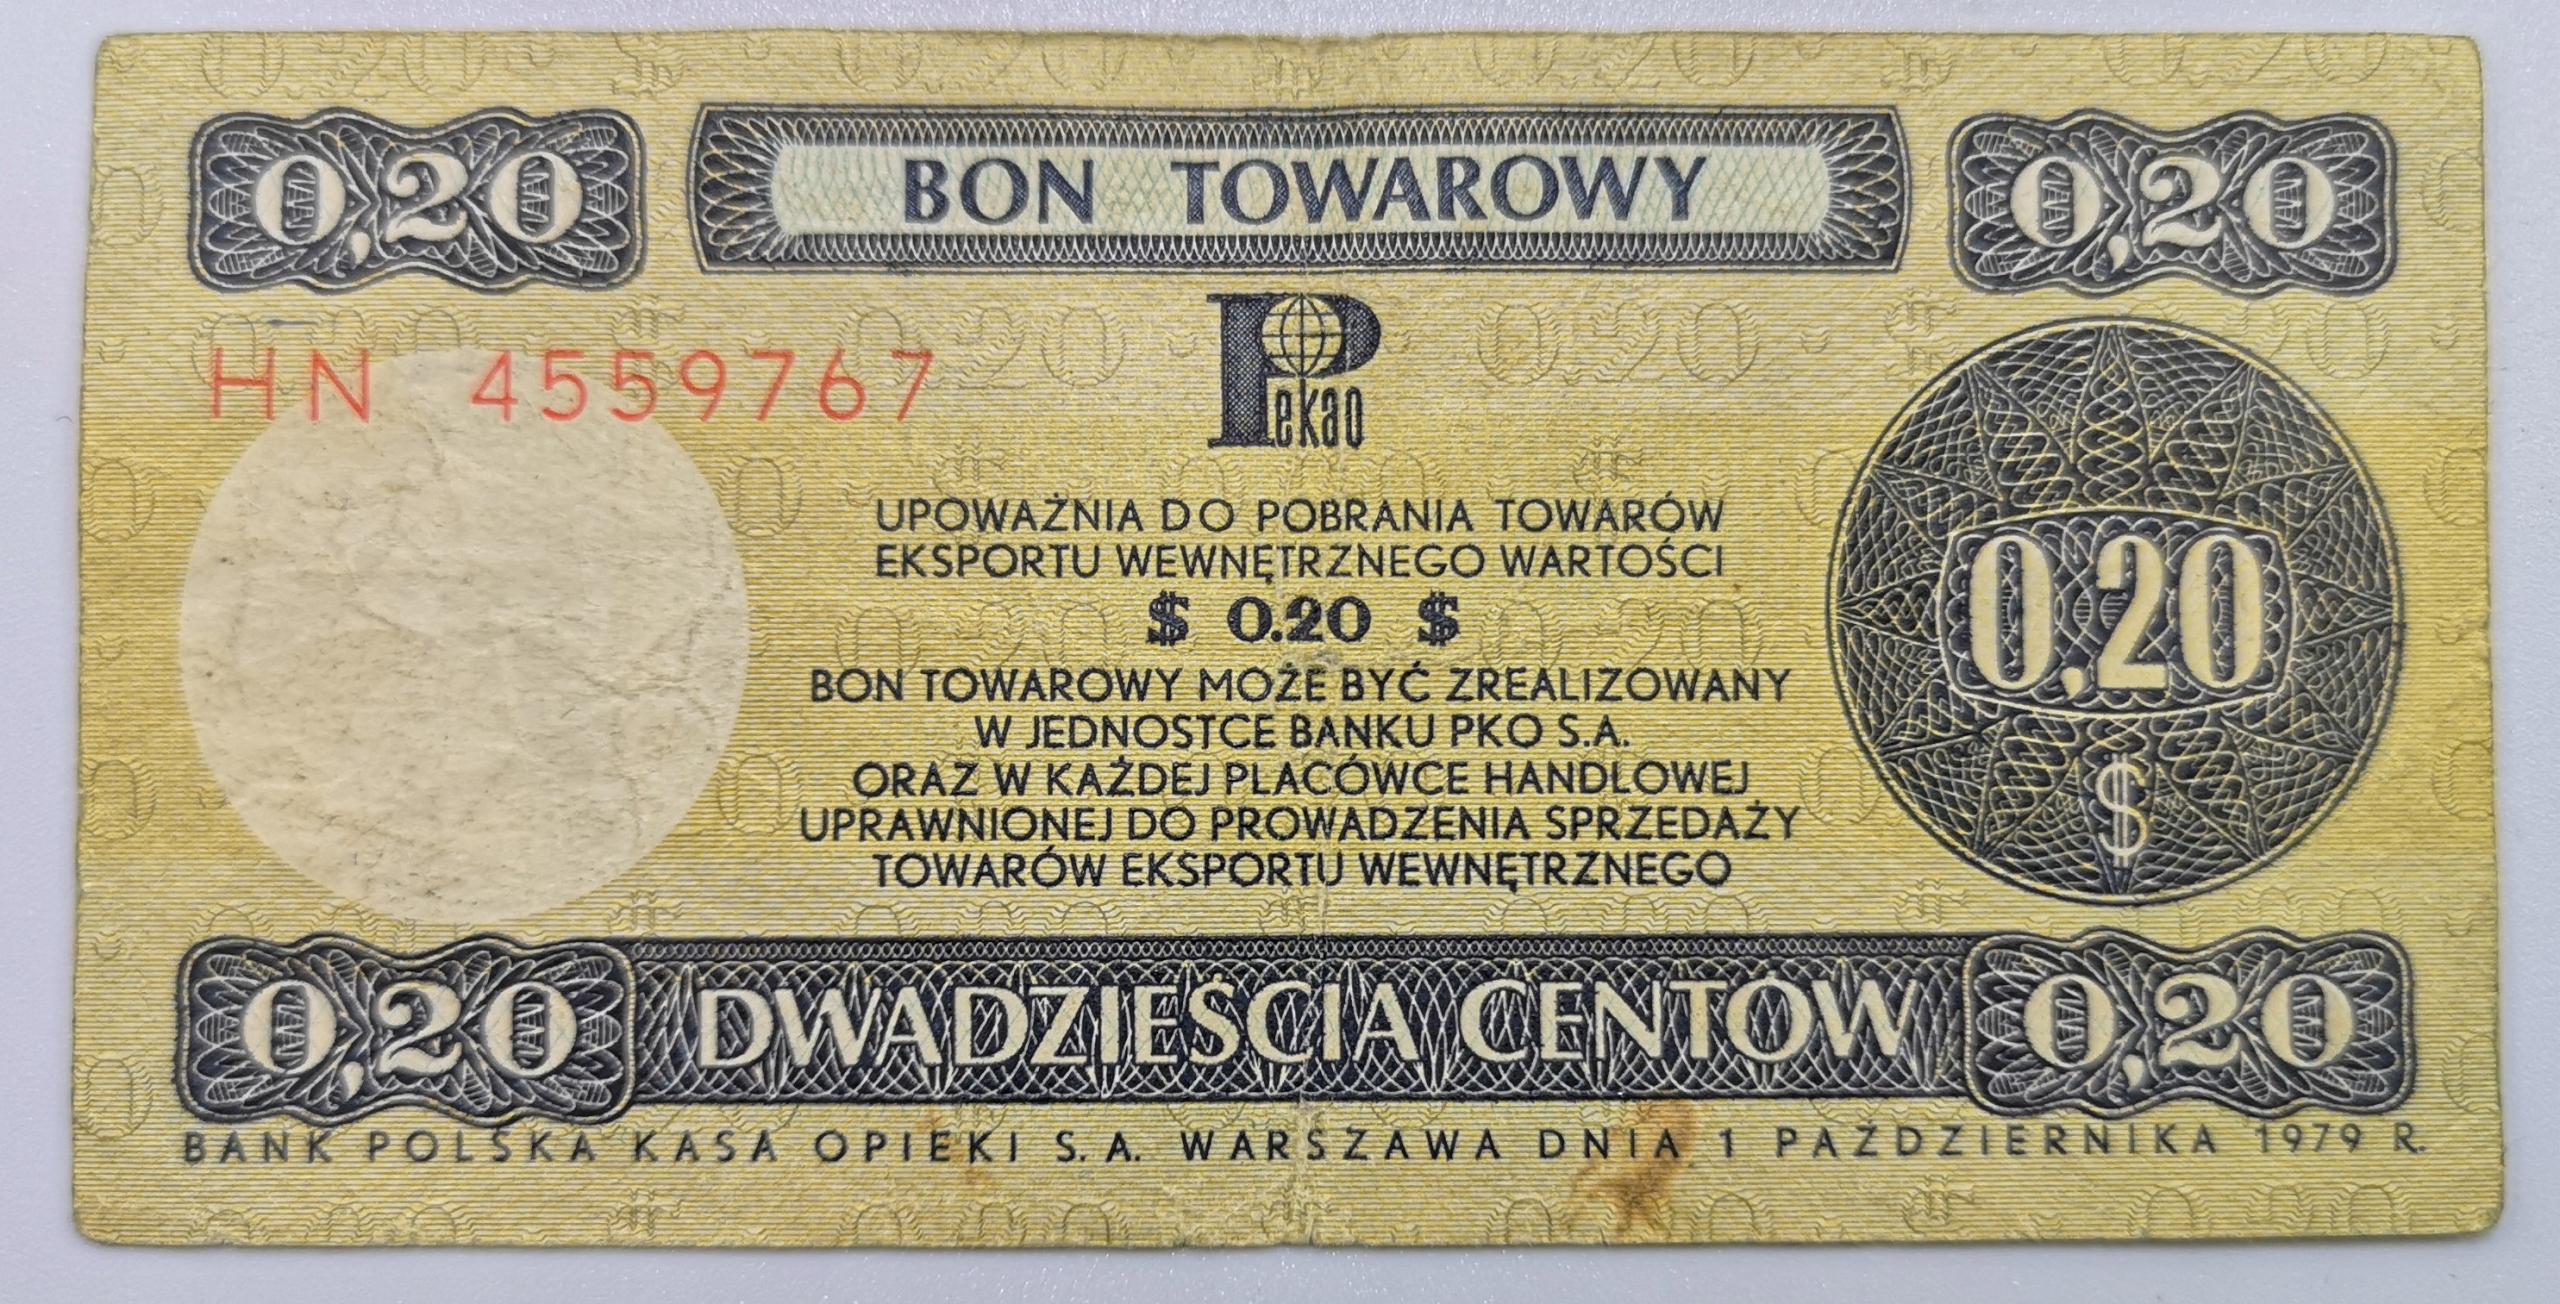 0,20 BON TOWAROWY 0,20
Pekao
HN 4559767
UPOWAŻNIA DO POBRANIA TOWARÓW
EKSPORTU WEWNĘTRZNEGO WARTOŚCI
$ 0.20 $
BON TOWAROWY MOŻE BYĆ ZREALIZOWANY
W JEDNOSTCE BANKU PKO S.A.
ORAZ W KAŻDEJ PLACÓWCE HANDLOWEJ
UPRAWNIONEJ DO PROWADZENIA SPRZEDAŻY
TOWARÓW EKSPORTU WEWNĘTRZNEGO
0,20
$
0,20 DWADZIEŚCIA CENTÓW 0,20
BANK POLSKA KASA OPIEKI S.A. WARSZAWA DNIA 1 PAŹDZIERNIKA 1979 R.